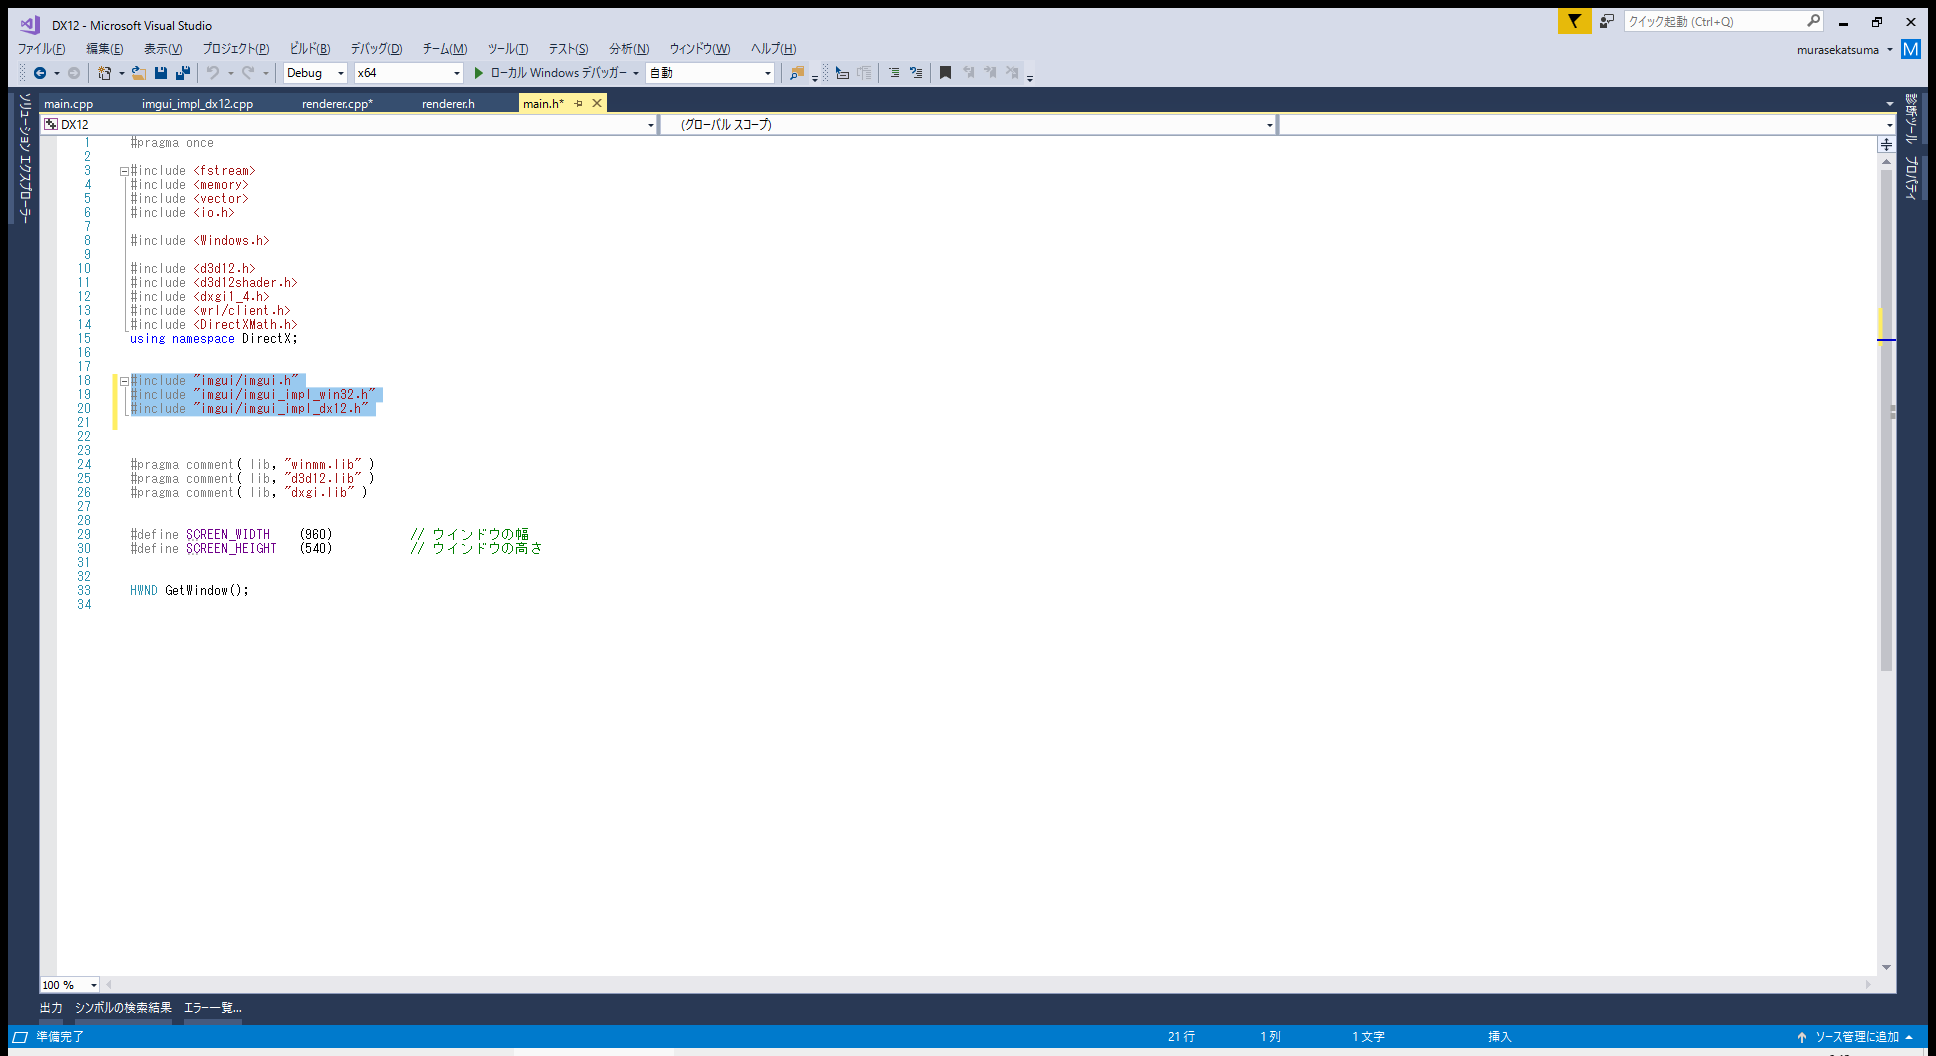 DX12 - Microsoft Visual Studio
クイック起動 (Ctrl+Q)
ファイル(F) 編集(E) 表示(V) プロジェクト(P) ビルド(B) デバッグ(D) チーム(M) ツール(T) テスト(S) 分析(N) ウィンドウ(W) ヘルプ(H)
murasekatsuma M
Debug x64 ローカル Windows デバッガー 自動
ソリューション エクスプローラー
main.cpp imgui_impl_dx12.cpp renderer.cpp* renderer.h main.h*
DX12 (グローバル スコープ)
1 #pragma once
2
3 #include <fstream>
4 #include <memory>
5 #include <vector>
6 #include <io.h>
7
8 #include <Windows.h>
9
10 #include <d3d12.h>
11 #include <d3d12shader.h>
12 #include <dxgi1_4.h>
13 #include <wrl/client.h>
14 #include <DirectXMath.h>
15 using namespace DirectX;
16
17
18 #include "imgui/imgui.h"
19 #include "imgui/imgui_impl_win32.h"
20 #include "imgui/imgui_impl_dx12.h"
21
22
23
24 #pragma comment( lib, "winmm.lib" )
25 #pragma comment( lib, "d3d12.lib" )
26 #pragma comment( lib, "dxgi.lib" )
27
28
29 #define SCREEN_WIDTH (960) // ウインドウの幅
30 #define SCREEN_HEIGHT (540) // ウインドウの高さ
31
32
33 HWND GetWindow();
34
診断ツール
プロパティ
100 %
出力 シンボルの検索結果 エラー一覧...
準備完了 21 行 1 列 1 文字 挿入 ソース管理に追加